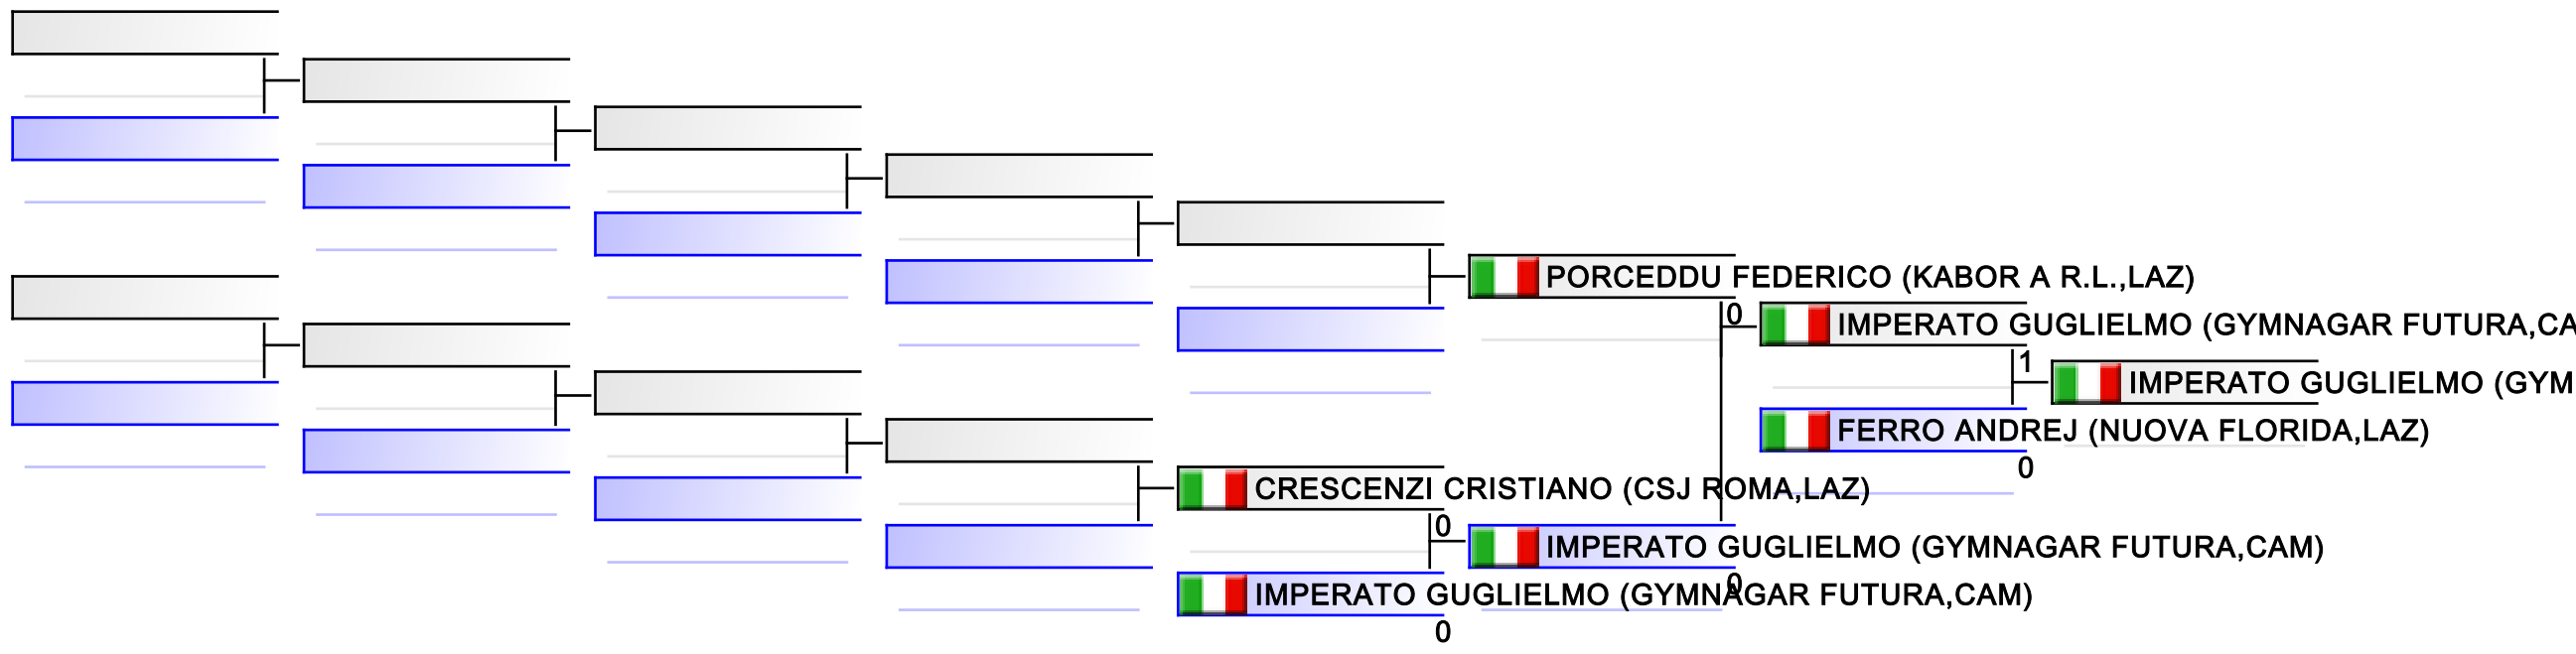 PORCEDDU FEDERICO (KABOR A R.L.,LAZ)
0
IMPERATO GUGLIELMO (GYMNAGAR FUTURA,CA
1
IMPERATO GUGLIELMO (GYM
FERRO ANDREJ (NUOVA FLORIDA,LAZ)
0
CRESCENZI CRISTIANO (CSJ ROMA,LAZ)
0
IMPERATO GUGLIELMO (GYMNAGAR FUTURA,CAM)
0
IMPERATO GUGLIELMO (GYMNAGAR FUTURA,CAM)
0